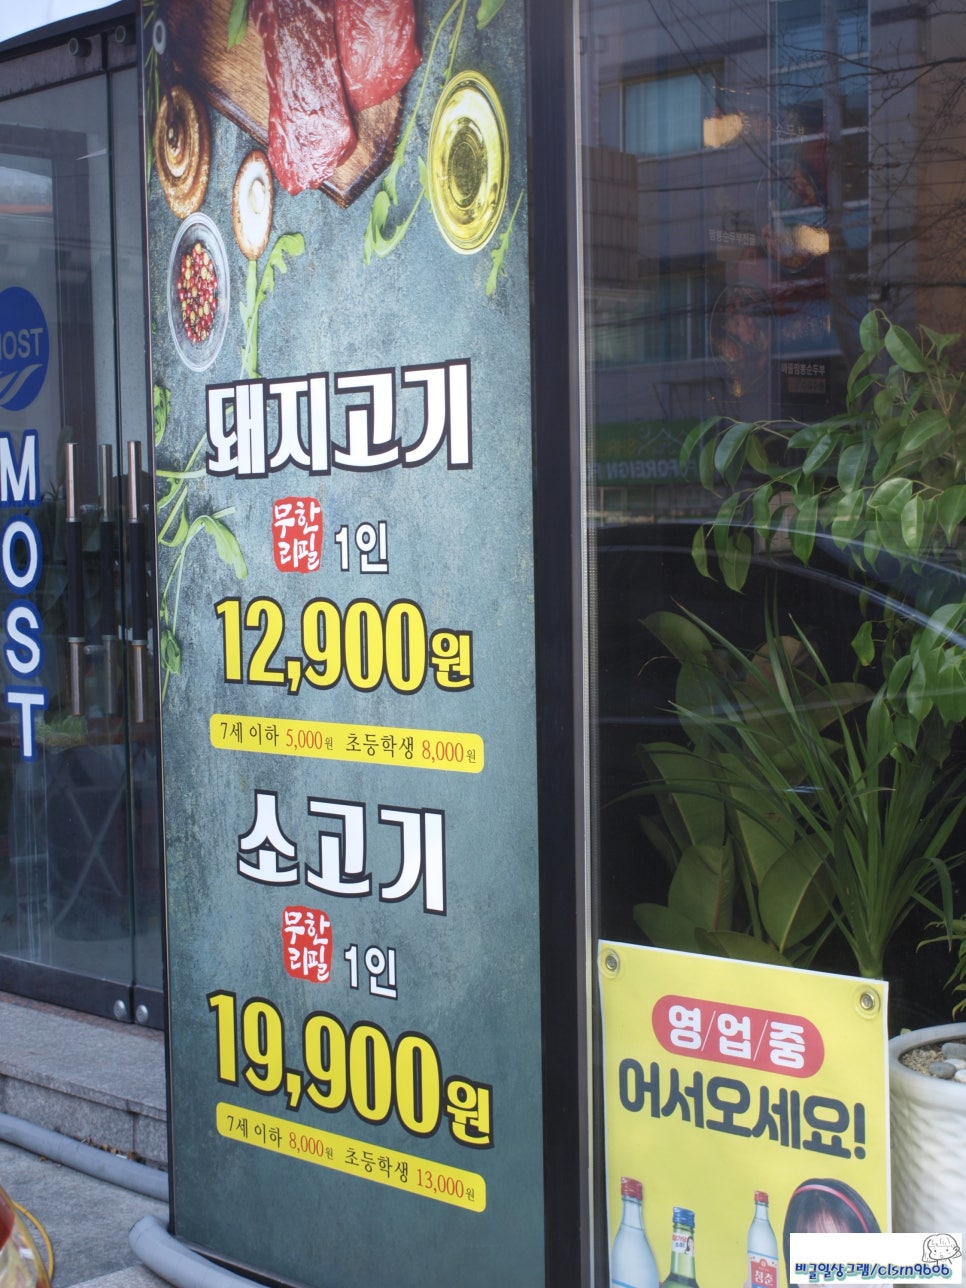 돼지고기
무한
리필
1인
12,900원
7세 이하 5,000원 초등학생 8,000원
소고기
무한
리필
1인
19,900원
7세 이하 8,000원 초등학생 13,000원
MOST
MOST
FOREIGN
영/업/중
어서오세요!
비글일상그램/clsrn9606